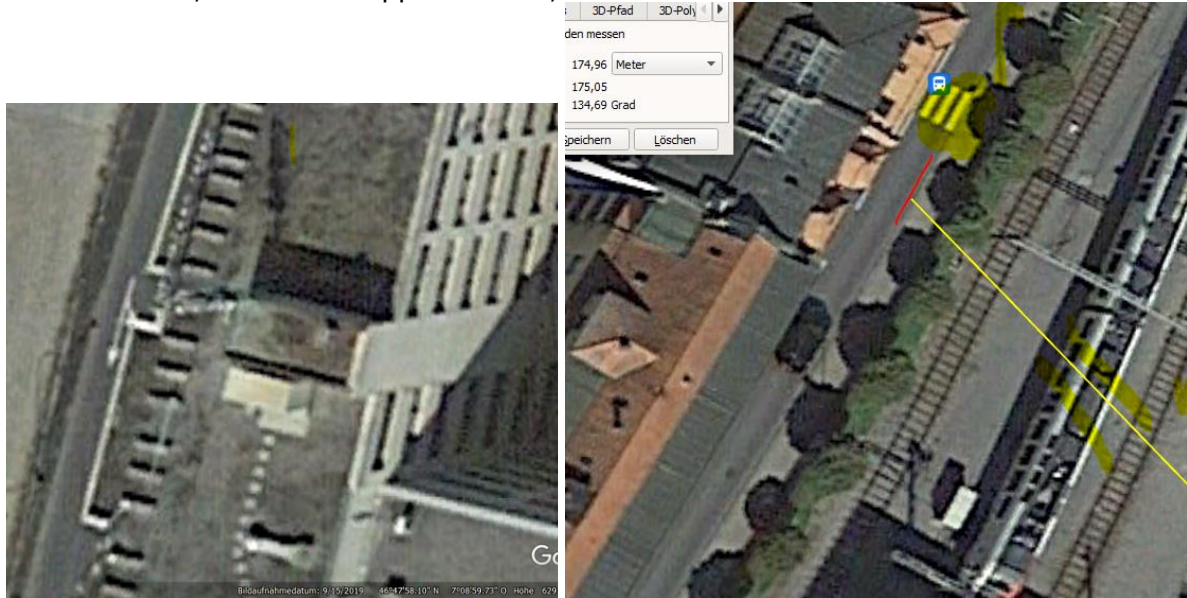 3D-Pfad 3D-Poly
den messen
174,96 Meter
175,05
134,69 Grad
Speichern Löschen
Bildaufnahmedatum: 9/15/2019 46°47'58.10" N 7°08'59.73" O Höhe 629